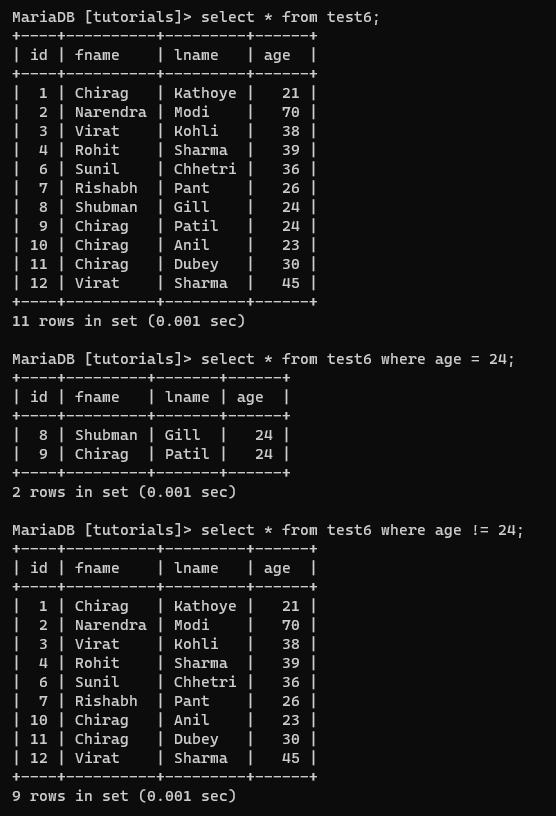 MariaDB [tutorials]> select * from test6;
+----+----------+---------+------+
| id | fname    | lname   | age  |
+----+----------+---------+------+
|  1 | Chirag   | Kathoye |   21 |
|  2 | Narendra | Modi    |   70 |
|  3 | Virat    | Kohli   |   38 |
|  4 | Rohit    | Sharma  |   39 |
|  6 | Sunil    | Chhetri |   36 |
|  7 | Rishabh  | Pant    |   26 |
|  8 | Shubman  | Gill    |   24 |
|  9 | Chirag   | Patil   |   24 |
| 10 | Chirag   | Anil    |   23 |
| 11 | Chirag   | Dubey   |   30 |
| 12 | Virat    | Sharma  |   45 |
+----+----------+---------+------+
11 rows in set (0.001 sec)
MariaDB [tutorials]> select * from test6 where age = 24;
+----+---------+-------+------+
| id | fname   | lname | age  |
+----+---------+-------+------+
|  8 | Shubman | Gill  |   24 |
|  9 | Chirag  | Patil |   24 |
+----+---------+-------+------+
2 rows in set (0.001 sec)
MariaDB [tutorials]> select * from test6 where age != 24;
+----+----------+---------+------+
| id | fname    | lname   | age  |
+----+----------+---------+------+
|  1 | Chirag   | Kathoye |   21 |
|  2 | Narendra | Modi    |   70 |
|  3 | Virat    | Kohli   |   38 |
|  4 | Rohit    | Sharma  |   39 |
|  6 | Sunil    | Chhetri |   36 |
|  7 | Rishabh  | Pant    |   26 |
| 10 | Chirag   | Anil    |   23 |
| 11 | Chirag   | Dubey   |   30 |
| 12 | Virat    | Sharma  |   45 |
+----+----------+---------+------+
9 rows in set (0.001 sec)